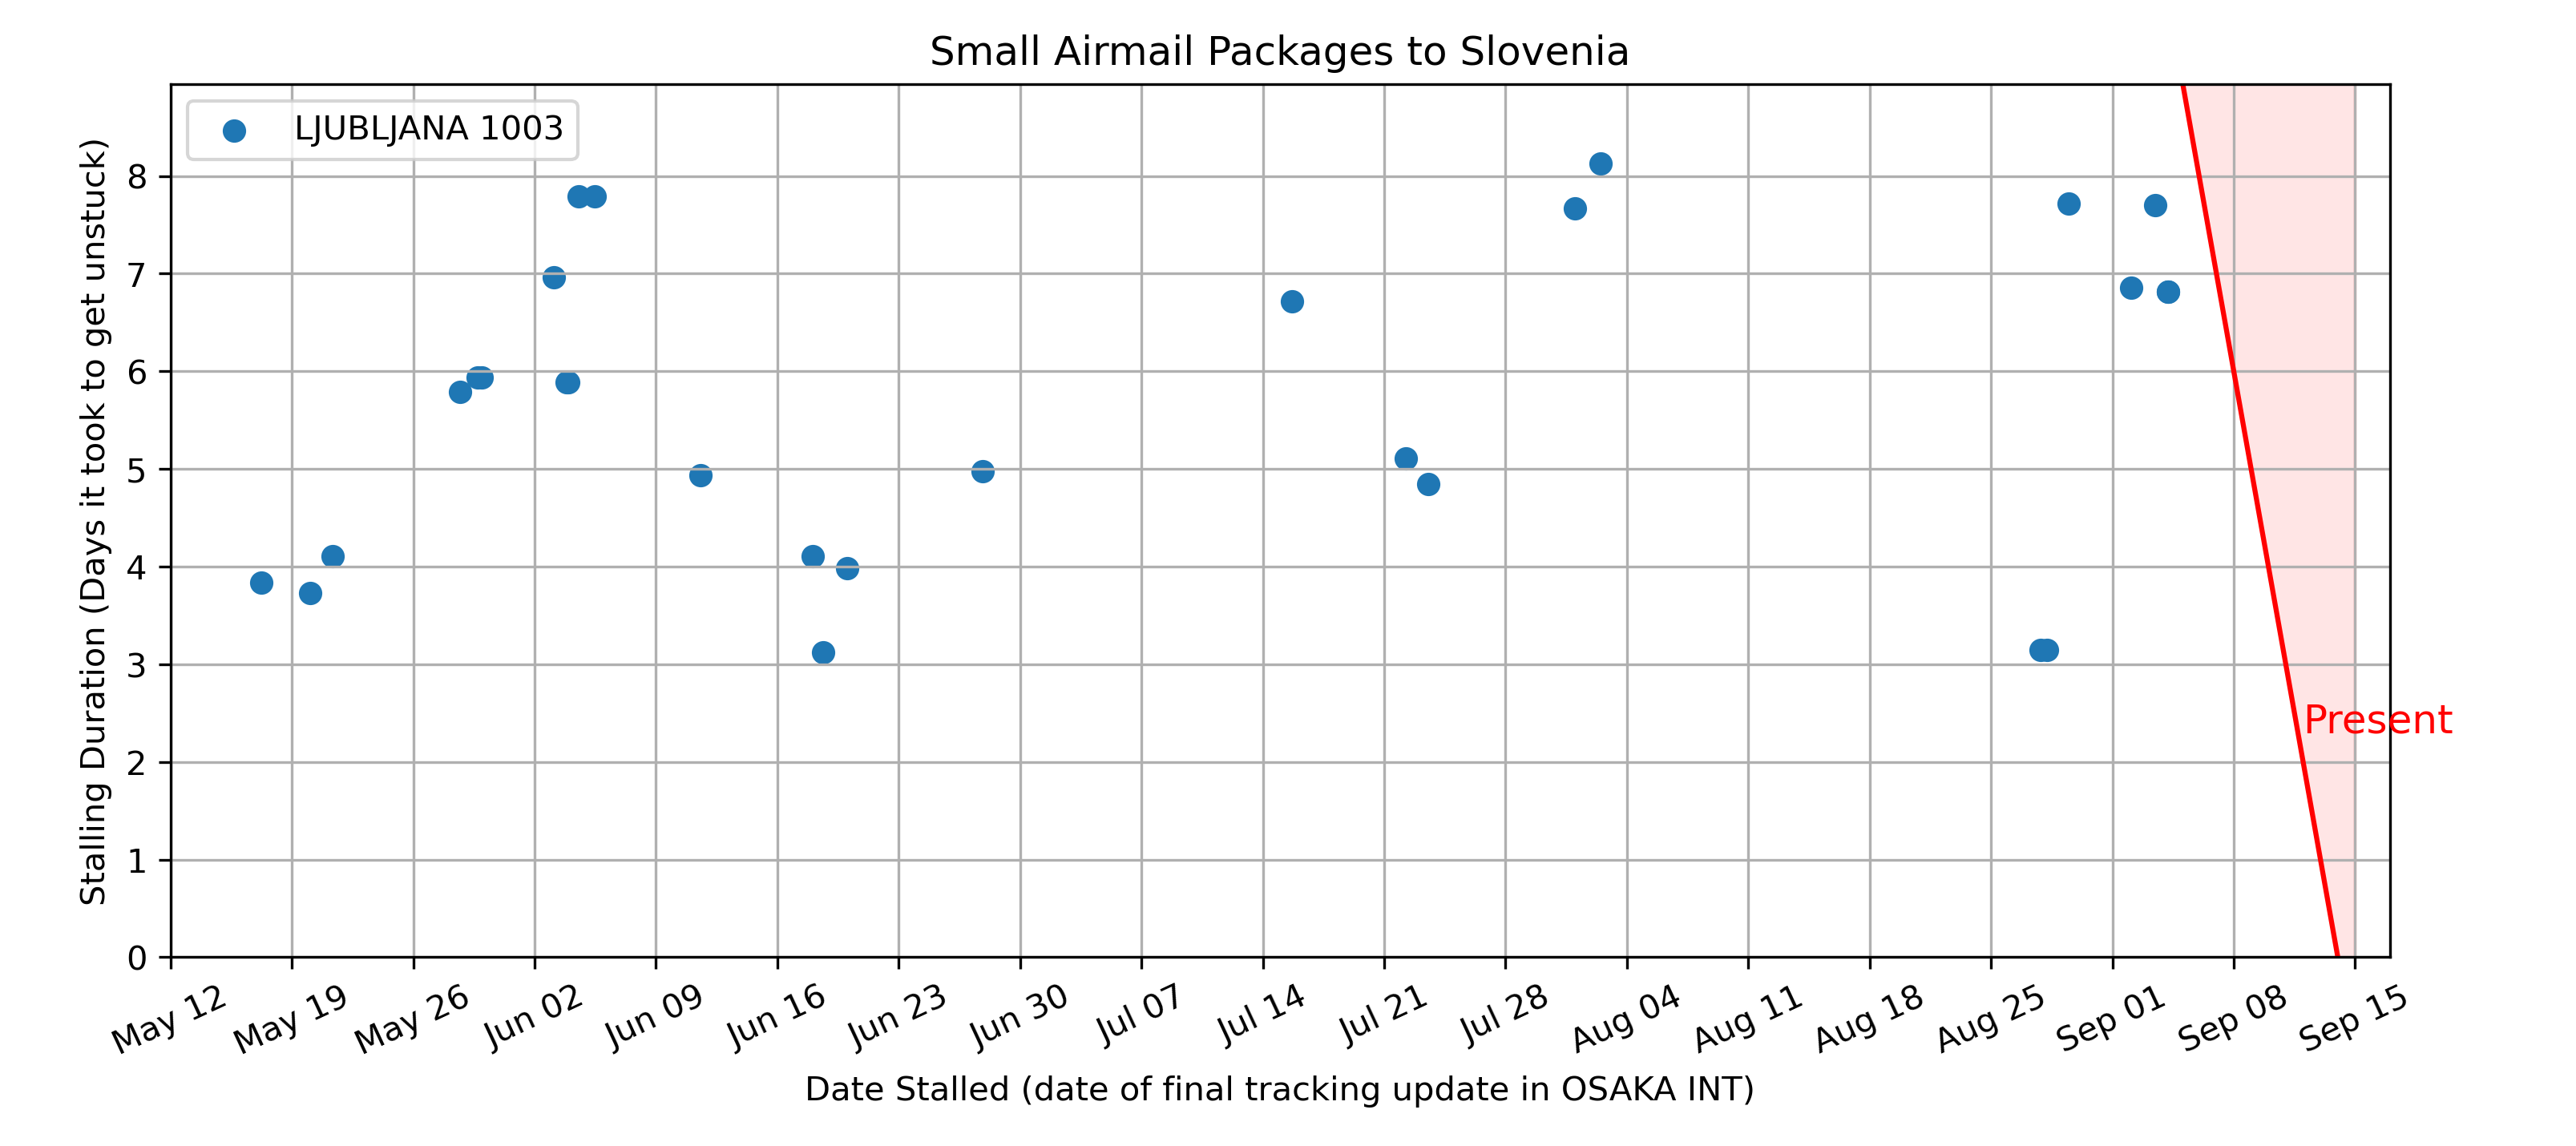 Small Airmail Packages to Slovenia
LJUBLJANA 1003
Stalling Duration (Days it took to get unstuck)
8
7
6
5
4
3
2
1
0
Present
May 12
May 19
May 26
Jun 02
Jun 09
Jun 16
Jun 23
Jun 30
Jul 07
Jul 14
Jul 21
Jul 28
Aug 04
Aug 11
Aug 18
Aug 25
Sep 01
Sep 08
Sep 15
Date Stalled (date of final tracking update in OSAKA INT)